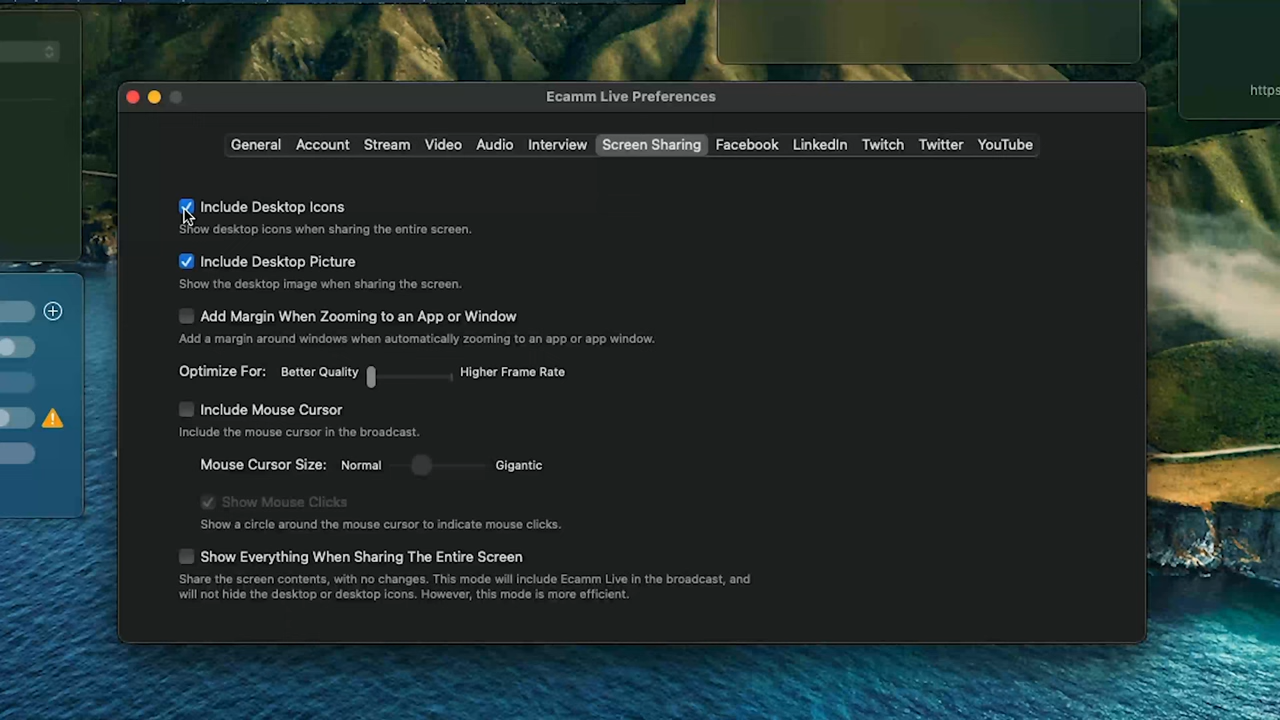 Ecamm Live Preferences
https
General Account Stream Video Audio Interview Screen Sharing Facebook LinkedIn Twitch Twitter YouTube
Include Desktop Icons
Show desktop icons when sharing the entire screen.
Include Desktop Picture
Show the desktop image when sharing the screen.
Add Margin When Zooming to an App or Window
Add a margin around windows when automatically zooming to an app or app window.
Optimize For: Better Quality Higher Frame Rate
Include Mouse Cursor
Include the mouse cursor in the broadcast.
Mouse Cursor Size: Normal Gigantic
Show Mouse Clicks
Show a circle around the mouse cursor to indicate mouse clicks.
Show Everything When Sharing The Entire Screen
Share the screen contents, with no changes. This mode will include Ecamm Live in the broadcast, and
will not hide the desktop or desktop icons. However, this mode is more efficient.